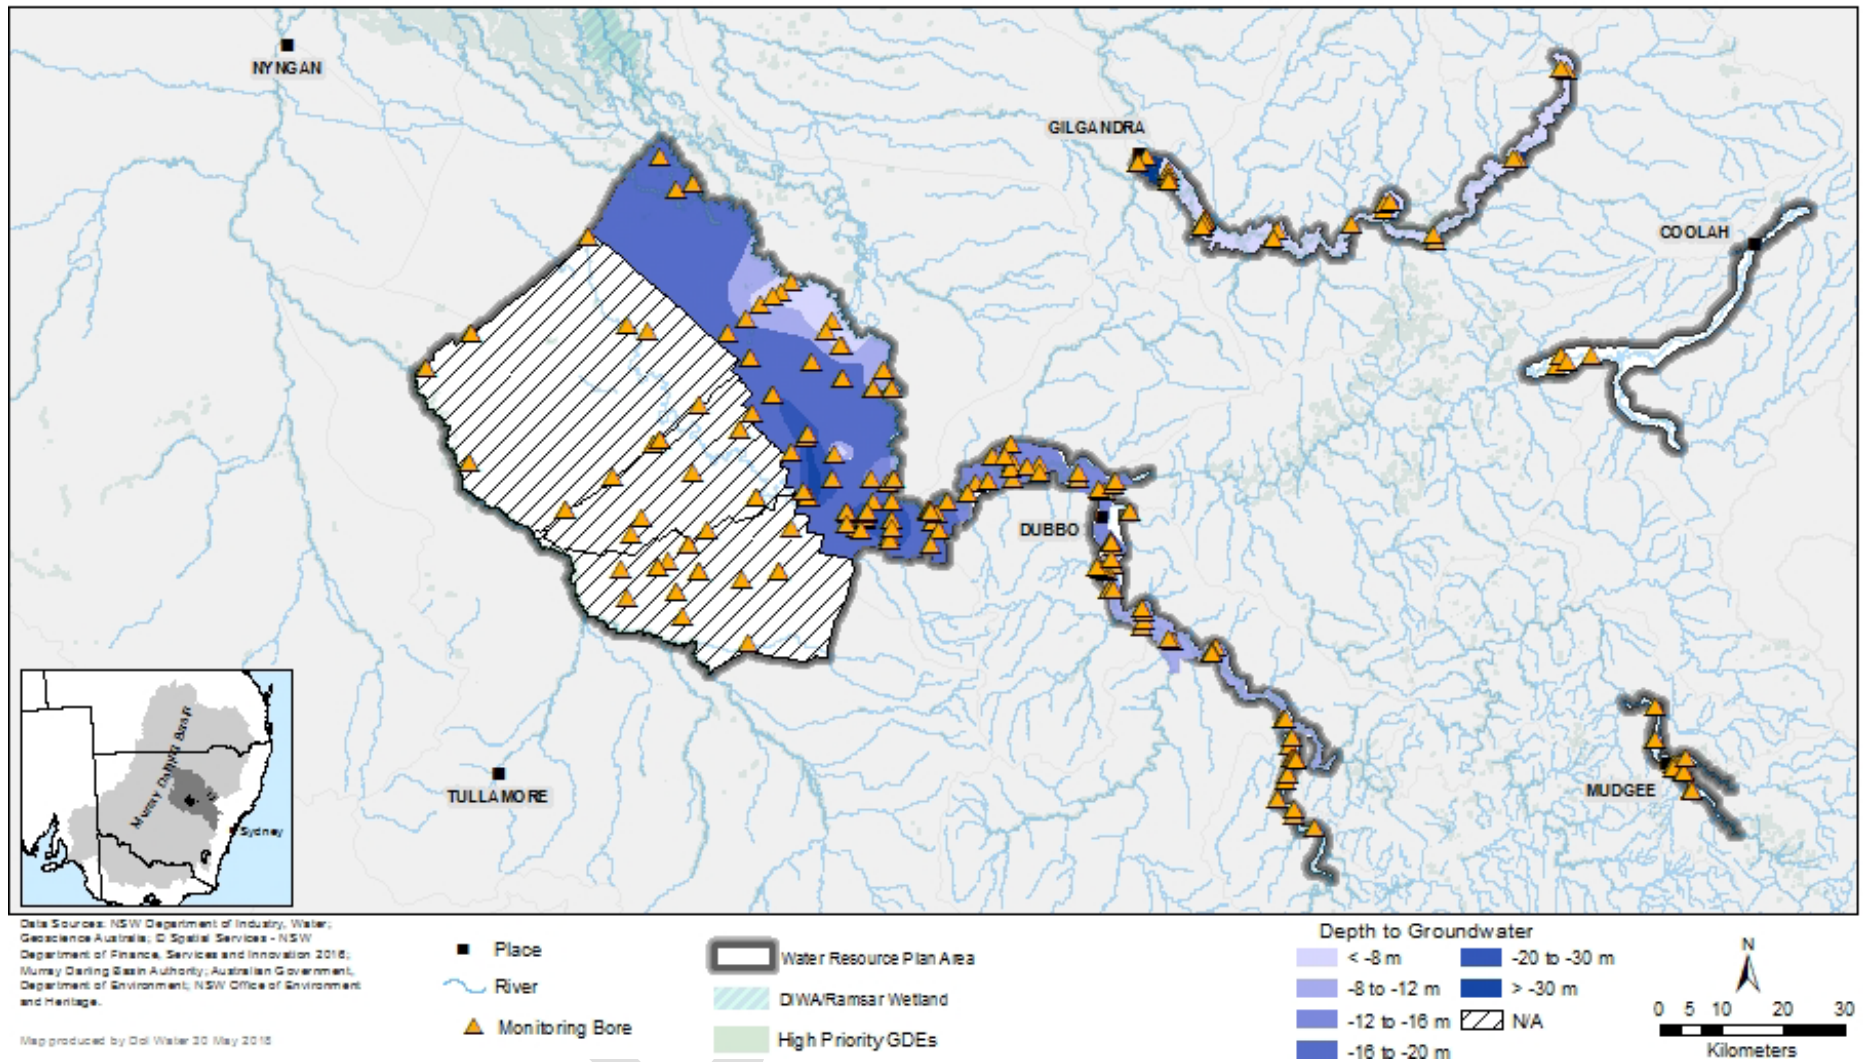 NYNGAN
GILGANDRA
COOLAH
DUBBO
TULLAMORE
MUDGEE
Murray Darling Basin
Sydney
Data Sources: NSW Department of Industry, Water;
Geoscience Australia; © Spatial Services - NSW
Department of Finance, Services and Innovation 2016;
Murray Darling Basin Authority; Australian Government,
Department of Environment; NSW Office of Environment
and Heritage.
Map produced by DoI Water 30 May 2018
Place
River
Monitoring Bore
Water Resource Plan Area
DIWA/Ramsar Wetland
High Priority GDEs
Depth to Groundwater
< -8 m
-8 to -12 m
-12 to -16 m
-16 to -20 m
-20 to -30 m
> -30 m
N/A
N
0 5 10 20 30
Kilometers